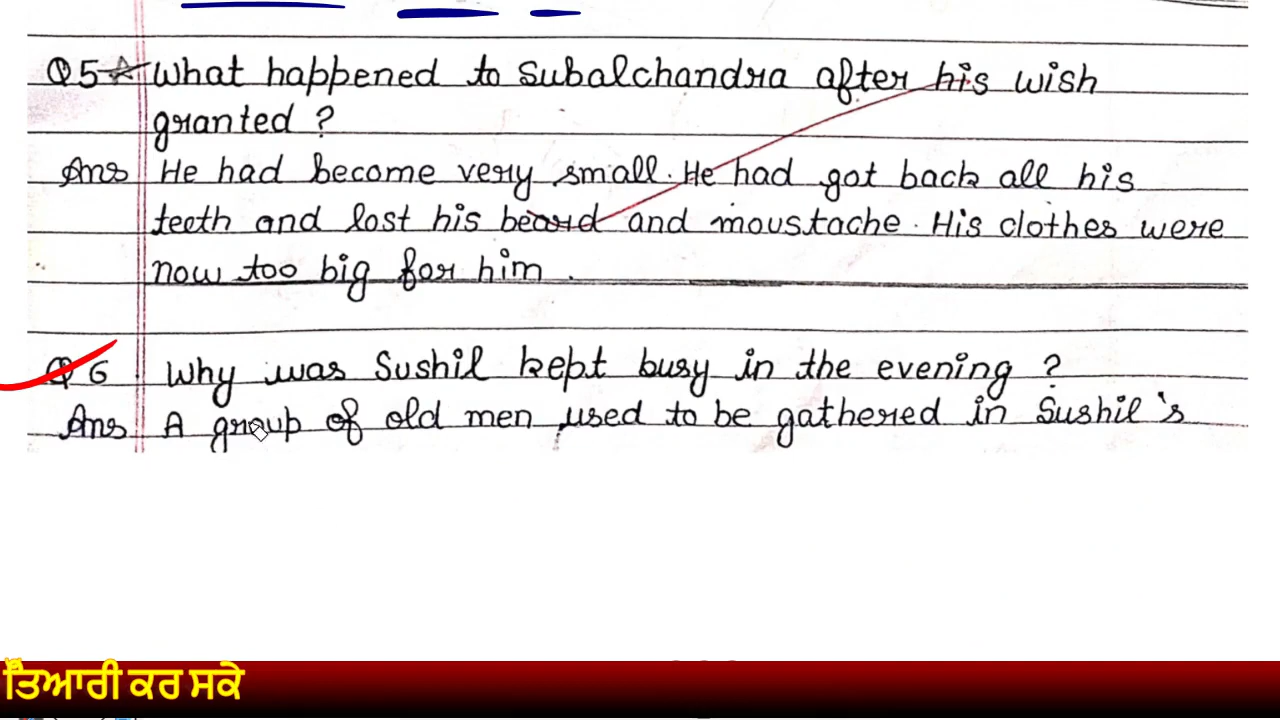 Q5 What happened to Subalchandra after his wish
granted ?
Ans He had become very small. He had got back all his
teeth and lost his beard and moustache. His clothes were
now too big for him .
Q6 Why was Sushil kept busy in the evening ?
Ans A group of old men used to be gathered in Sushil's
ਤਿਆਰੀ ਕਰ ਸਕੇ